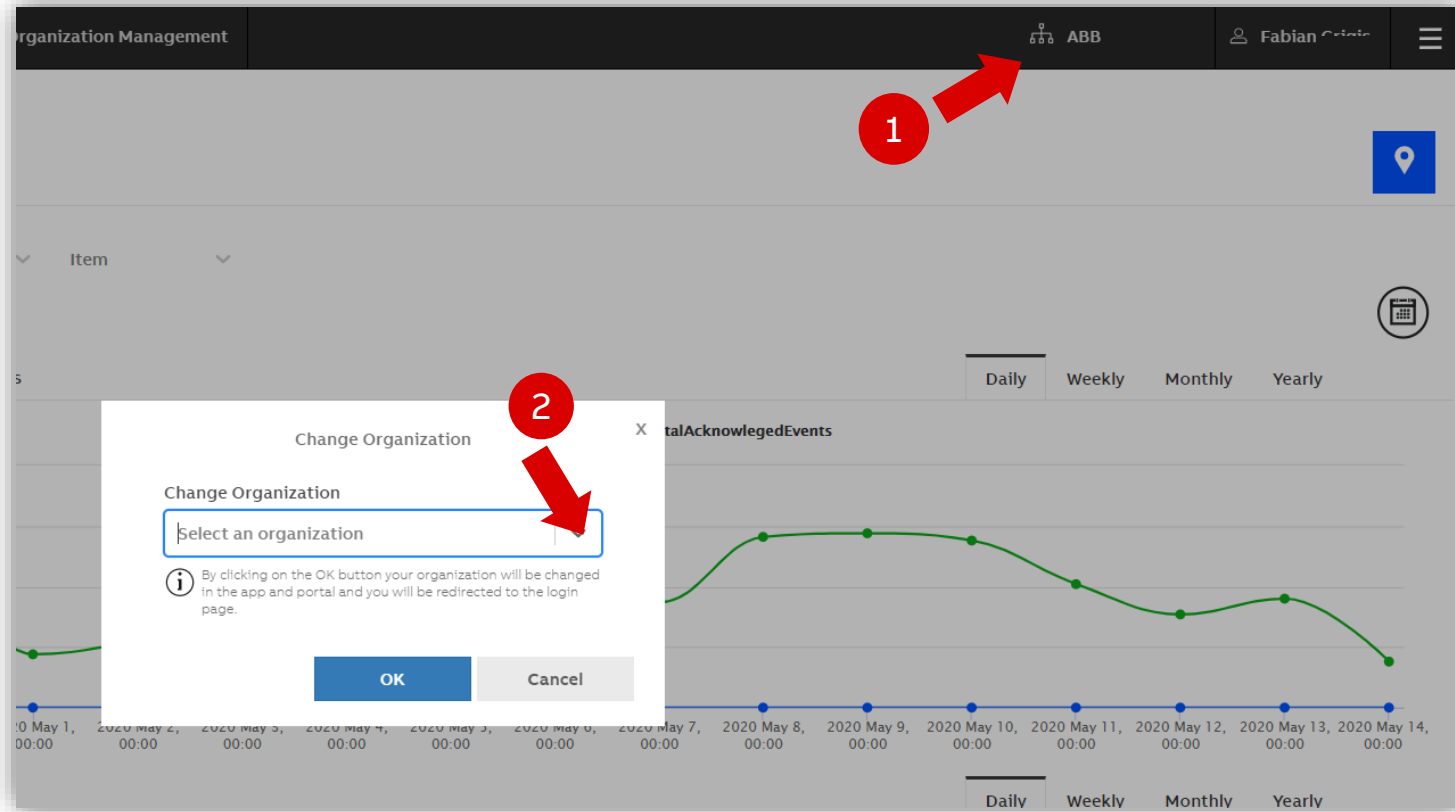 rganization Management
ABB
Fabian
1
Item
s
Daily Weekly Monthly Yearly
2
Change Organization
X
talAcknowlegedEvents
Change Organization
Select an organization
By clicking on the OK button your organization will be changed
in the app and portal and you will be redirected to the login
page.
OK Cancel
20 May 1, 2020 May 2, 2020 May 3, 2020 May 4, 2020 May 5, 2020 May 6, 2020 May 7, 2020 May 8, 2020 May 9, 2020 May 10, 2020 May 11, 2020 May 12, 2020 May 13, 2020 May 14,
00:00 00:00 00:00 00:00 00:00 00:00 00:00 00:00 00:00 00:00 00:00 00:00 00:00 00:00
Daily Weekly Monthly Yearly